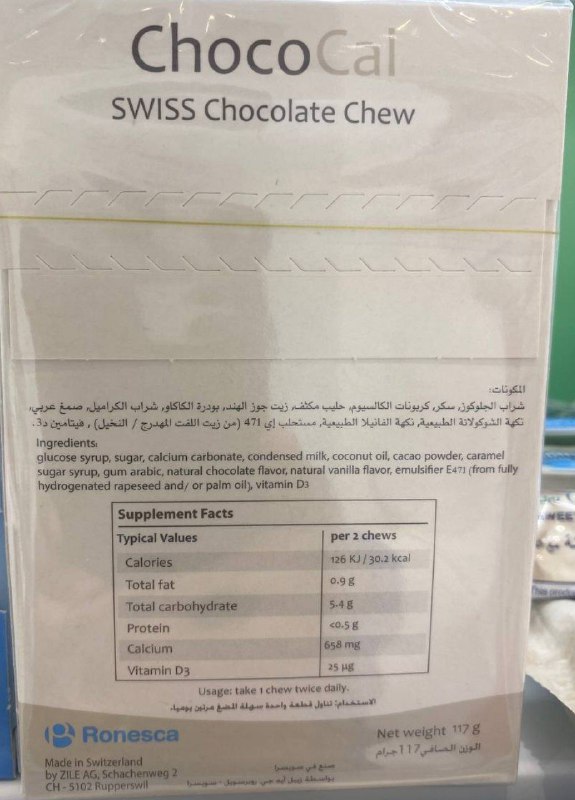 ChocoCal
SWISS Chocolate Chew
المكونات:
شراب الجلوكوز, سكر, كربونات الكالسيوم, حليب مكثف, زيت جوز الهند, بودرة الكاكاو, شراب الكراميل, صمغ عربي,
نكهة الشوكولاتة الطبيعية, نكهة الفانيلا الطبيعية, مستحلب إي 471 (من زيت اللفت المهدرج / النخيل) , فيتامين د3.
Ingredients:
glucose syrup, sugar, calcium carbonate, condensed milk, coconut oil, cacao powder, caramel
sugar syrup, gum arabic, natural chocolate flavor, natural vanilla flavor, emulsifier E471 (from fully
hydrogenated rapeseed and/ or palm oil), vitamin D3
Supplement Facts
Typical Values per 2 chews
Calories 126 KJ / 30.2 kcal
Total fat 0.9 g
Total carbohydrate 5.4 g
Protein <0.5 g
Calcium 658 mg
Vitamin D3 25 µg
Usage: take 1 chew twice daily.
الاستخدام: تناول قطعة واحدة سهلة المضغ مرتين يوميا.
Ronesca
Net weight 117 g
الوزن الصافي 117 جرام
Made in Switzerland
by ZILE AG, Schachenweg 2
CH - 5102 Rupperswil
صنع في سويسرا
بواسطة زيل أيه جي, روبرسويل - سويسرا